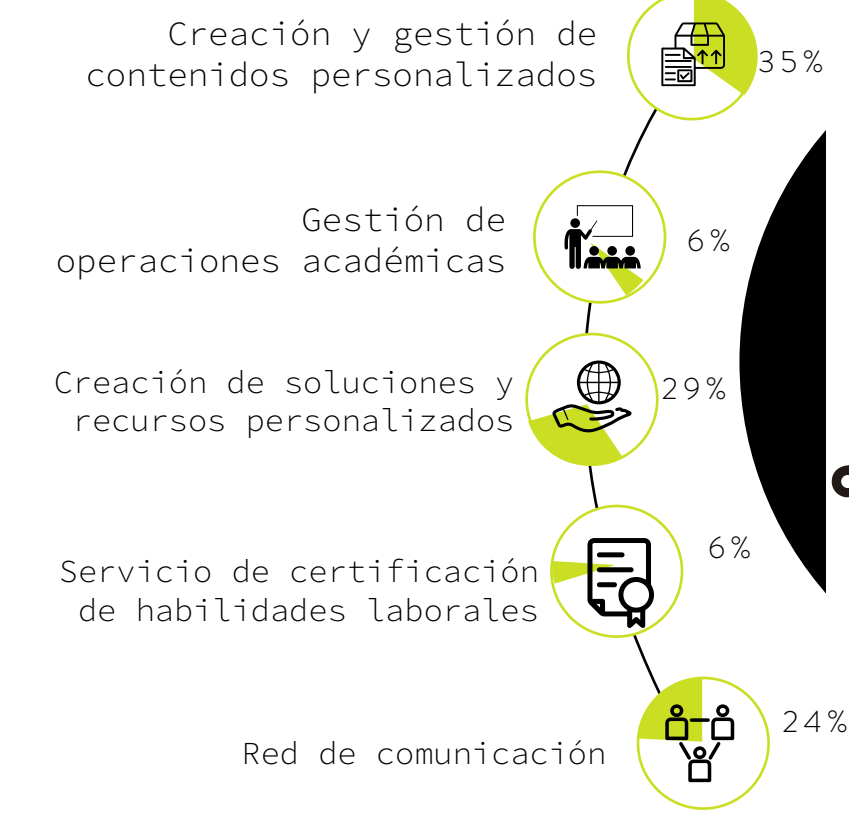 Creación y gestión de
contenidos personalizados
35%
Gestión de
operaciones académicas
6%
Creación de soluciones y
recursos personalizados
29%
Servicio de certificación
de habilidades laborales
6%
Red de comunicación
24%